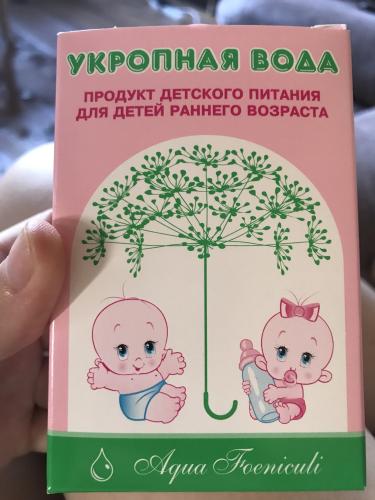 УКРОПНАЯ ВОДА
ПРОДУКТ ДЕТСКОГО ПИТАНИЯ
ДЛЯ ДЕТЕЙ РАННЕГО ВОЗРАСТА
Aqua Foeniculi